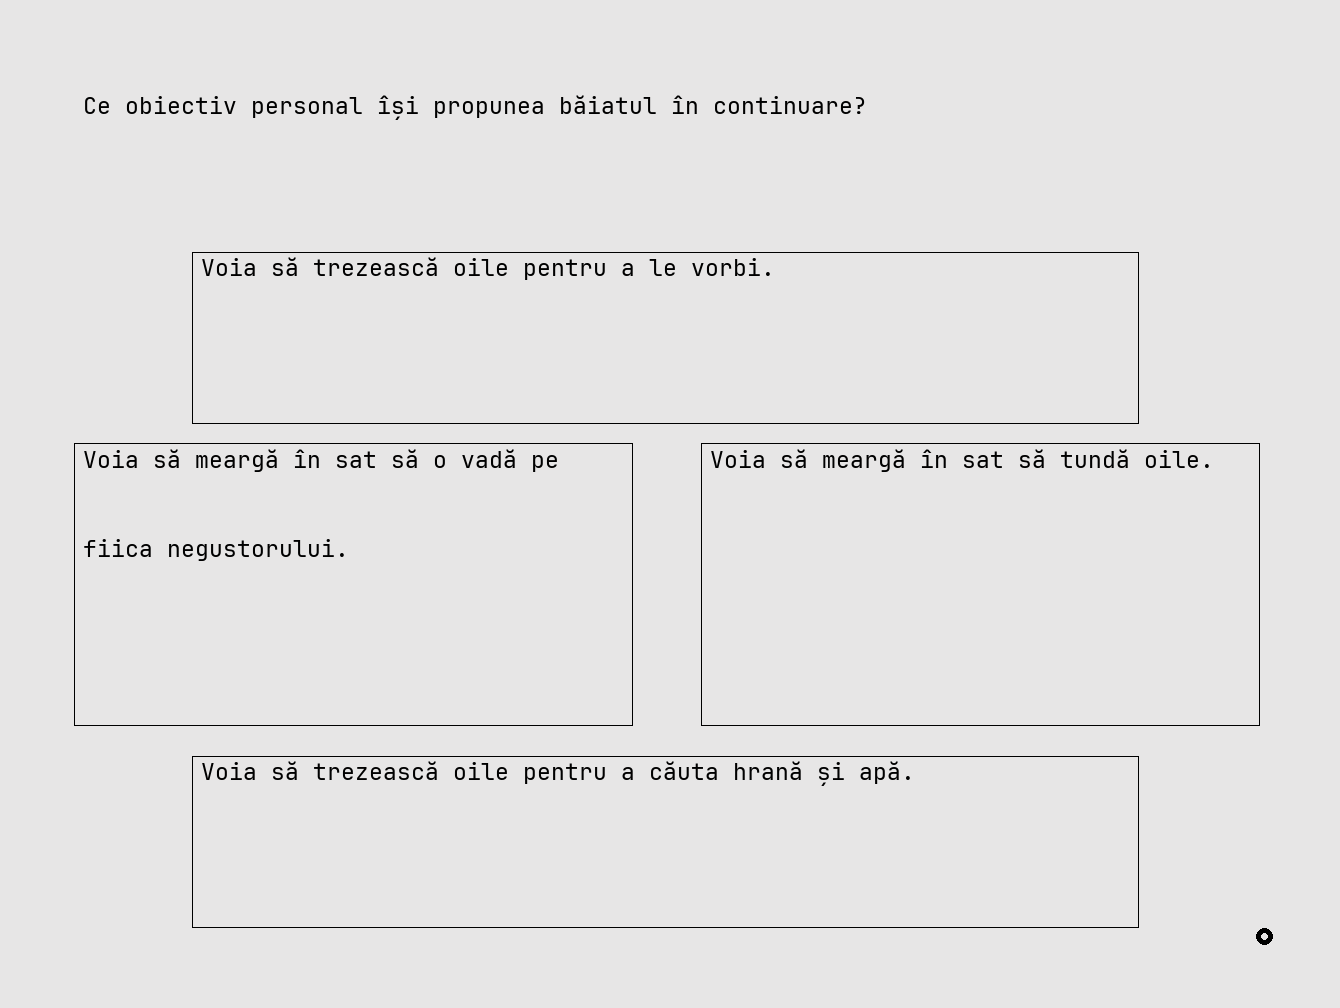 Ce obiectiv personal își propunea băiatul în continuare?
Voia să trezească oile pentru a le vorbi.
Voia să meargă în sat să o vadă pe
fiica negustorului.
Voia să meargă în sat să tundă oile.
Voia să trezească oile pentru a căuta hrană și apă.